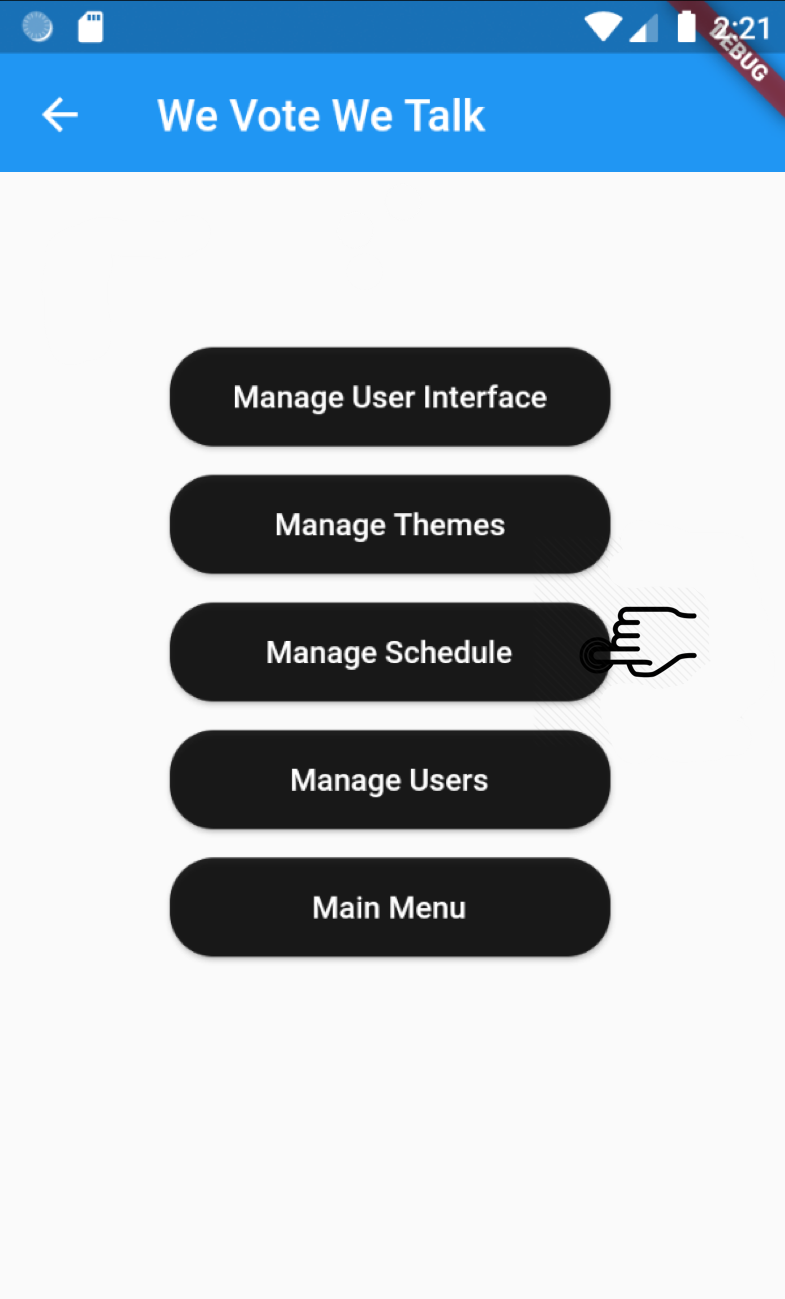 2:21
DEBUG
We Vote We Talk
Manage User Interface
Manage Themes
Manage Schedule
Manage Users
Main Menu